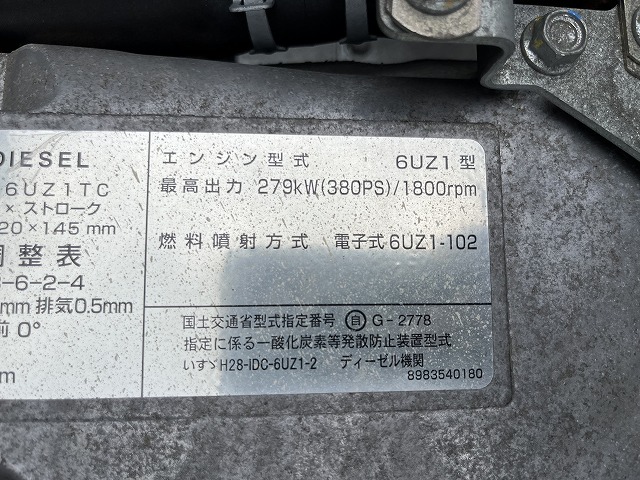 DIESEL
6UZ1TC
× ストローク
20 × 145 mm
調整表
-6-2-4
mm 排気0.5mm
前 0°
m
エンジン型式 6UZ1型
最高出力 279kW(380PS)/1800rpm
燃料噴射方式 電子式6UZ1-102
国土交通省型式指定番号 自 G-2778
指定に係る一酸化炭素等発散防止装置型式
いすゞH28-IDC-6UZ1-2 ディーゼル機関
8983540180